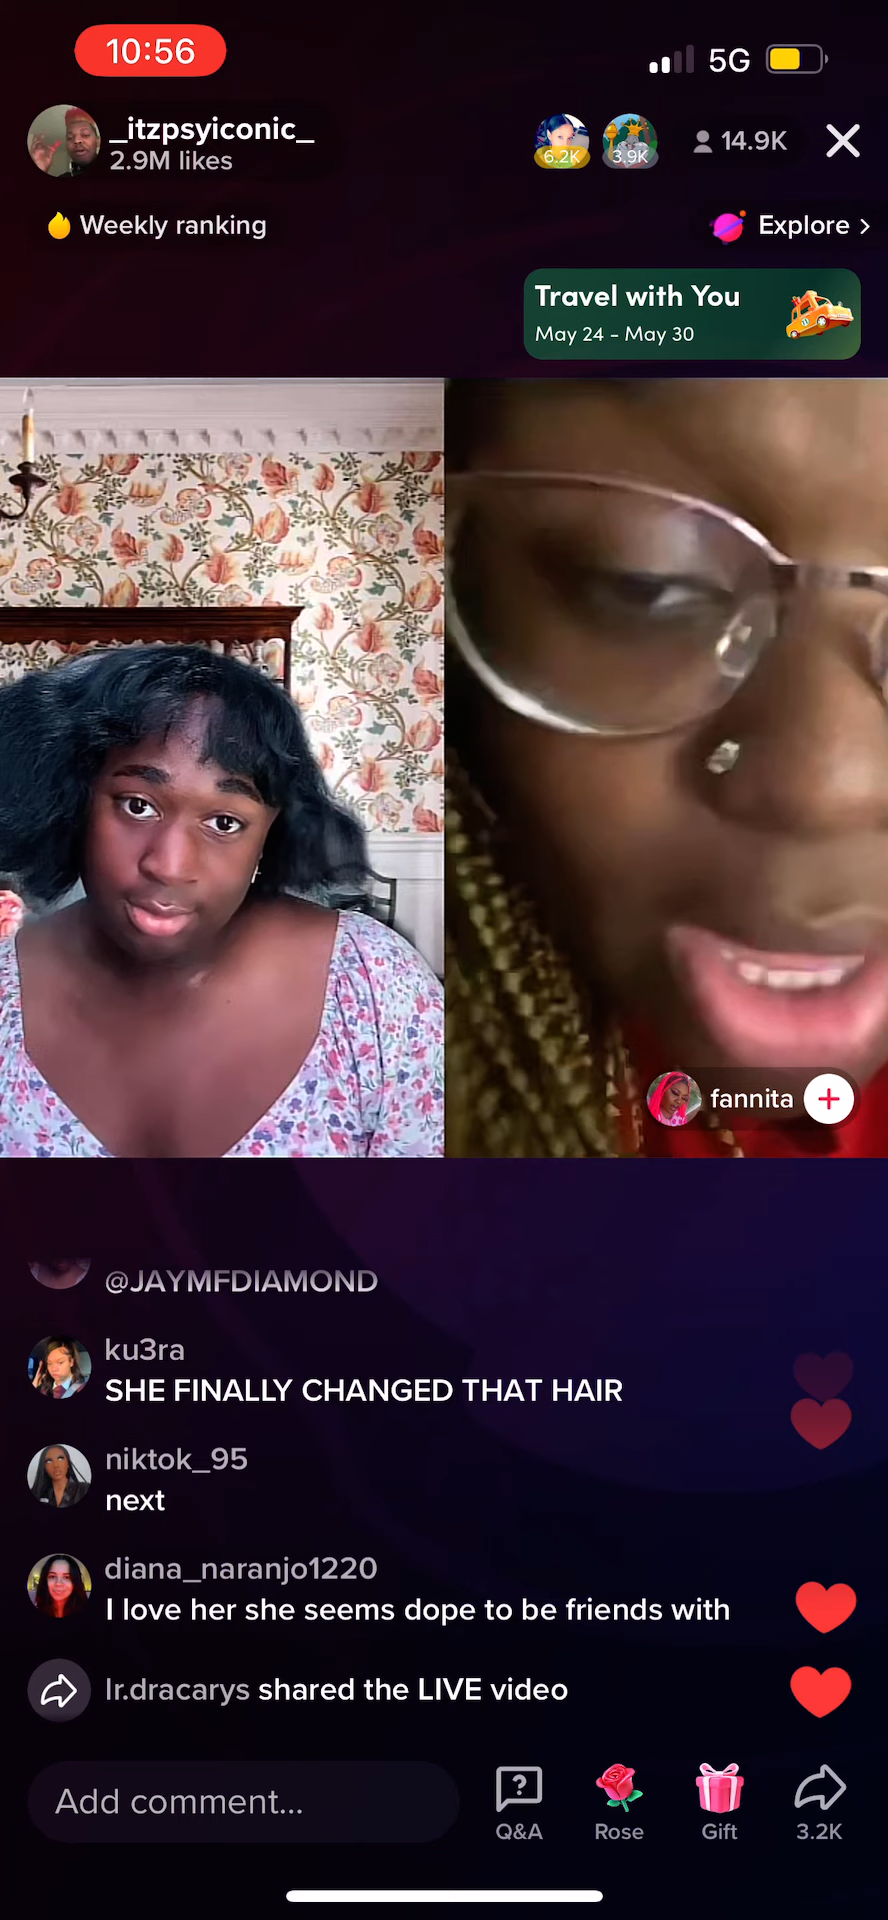 10:56
5G
_itzpsyiconic_
2.9M likes
6.2K
3.9K
14.9K
Weekly ranking
Explore >
Travel with You
May 24 - May 30
fannita
@JAYMFDIAMOND
ku3ra
SHE FINALLY CHANGED THAT HAIR
niktok_95
next
diana_naranjo1220
I love her she seems dope to be friends with
lr.dracarys shared the LIVE video
Add comment...
Q&A
Rose
Gift
3.2K